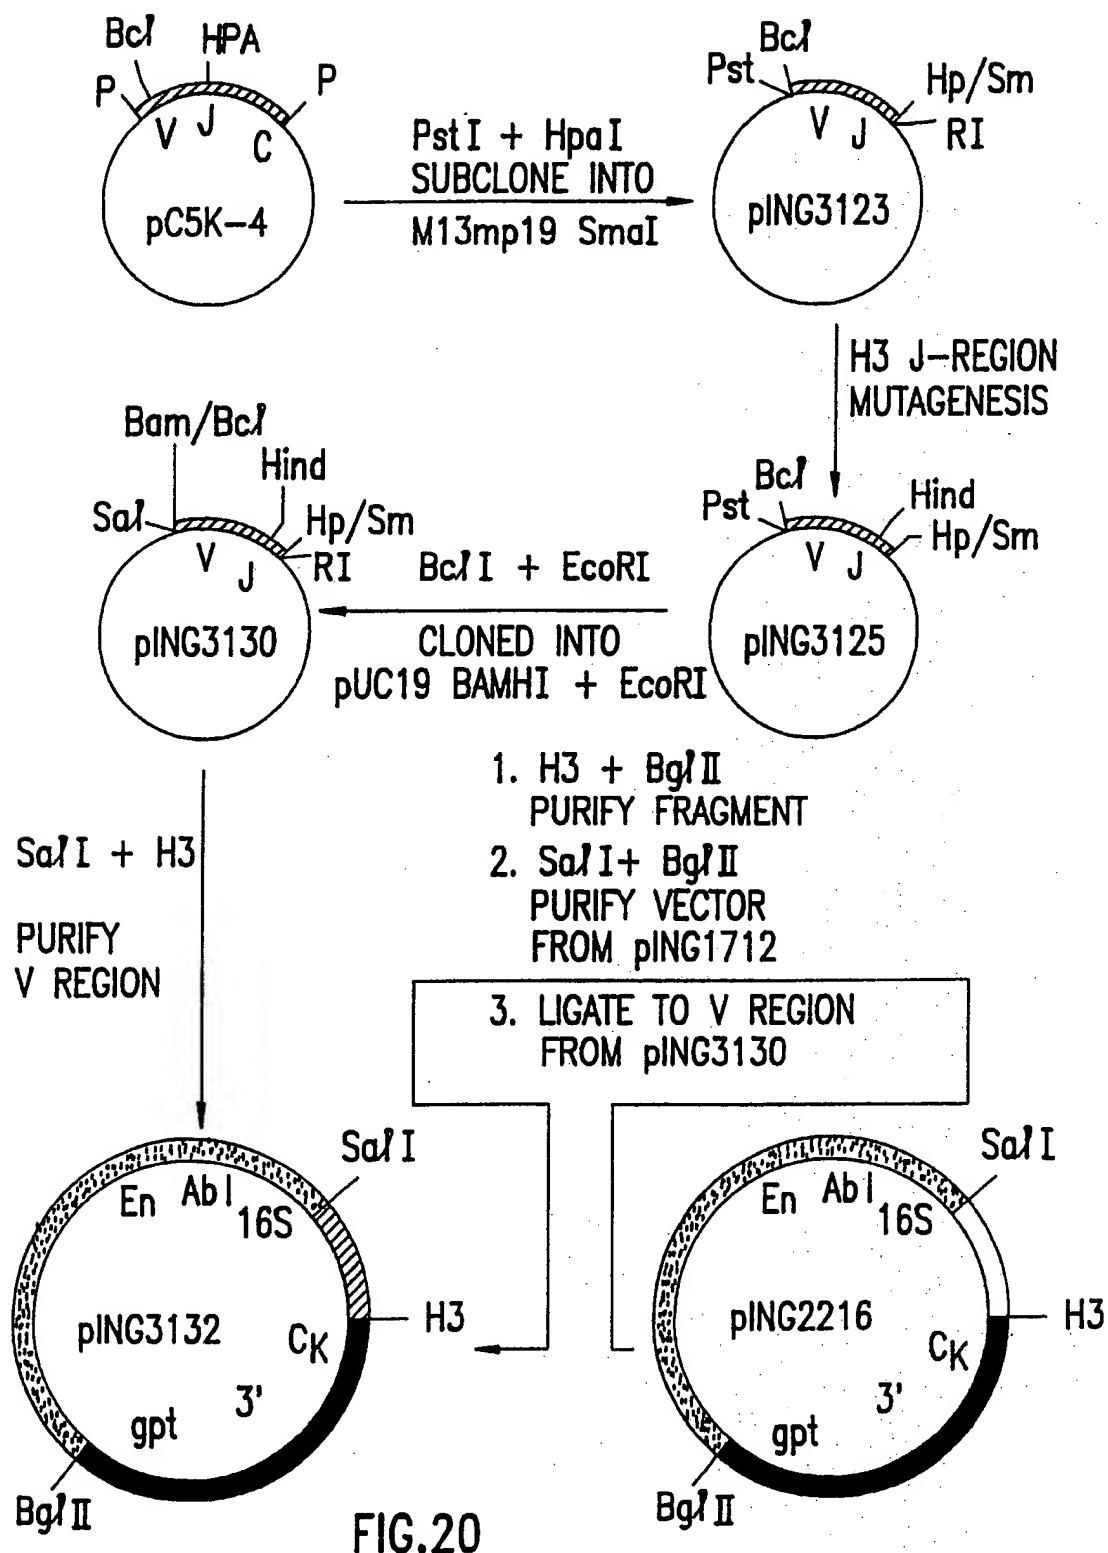 Bcl
HPA
P
P
V
J
C
pC5K-4
PstI + HpaI
SUBCLONE INTO
M13mp19 SmaI
Bcl
Pst
Hp/Sm
V
J
RI
pING3123
H3 J-REGION
MUTAGENESIS
Bcl
Pst
Hind
Hp/Sm
V
J
pING3125
BclI + EcoRI
CLONED INTO
pUC19 BAMHI + EcoRI
Bam/Bcl
Hind
Sal
Hp/Sm
V
J
RI
pING3130
SalI + H3
PURIFY
V REGION
1. H3 + BglII
PURIFY FRAGMENT
2. SalI+ BglII
PURIFY VECTOR
FROM pING1712
3. LIGATE TO V REGION
FROM pING3130
SalI
En
AbI
16S
pING3132
H3
CK
3'
gpt
BglII
SalI
En
AbI
16S
pING2216
H3
CK
3'
gpt
BglII
FIG.20